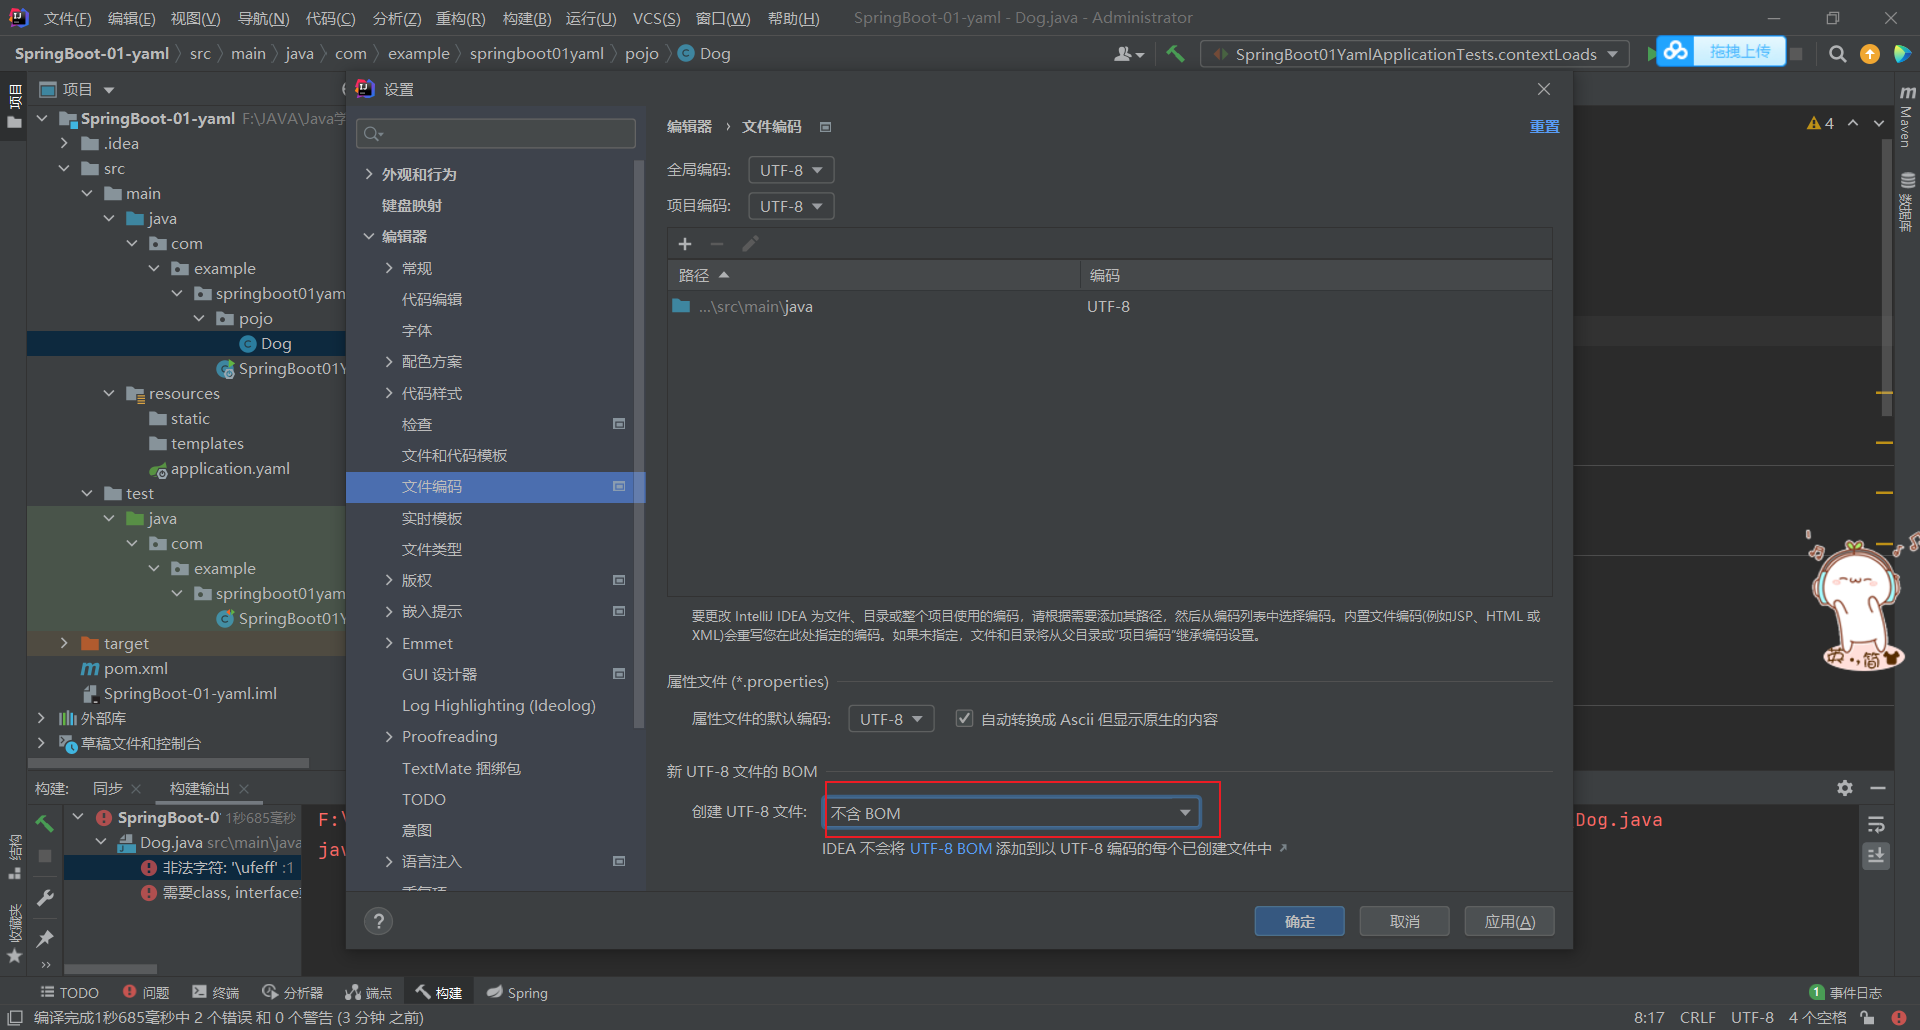 文件(F) 编辑(E) 视图(V) 导航(N) 代码(C) 分析(Z) 重构(R) 构建(B) 运行(U) VCS(S) 窗口(W) 帮助(H) SpringBoot-01-yaml - Dog.java - Administrator
SpringBoot-01-yaml src main java com example springboot01yaml pojo Dog SpringBoot01YamlApplicationTests.contextLoads 拖拽上传
项目
项目
SpringBoot-01-yaml F:\JAVA\Java学
.idea
src
main
java
com
example
springboot01yam
pojo
Dog
SpringBoot01Y
resources
static
templates
application.yaml
test
java
com
example
springboot01yam
SpringBoot01Y
target
pom.xml
SpringBoot-01-yaml.iml
外部库
草稿文件和控制台
设置
外观和行为
键盘映射
编辑器
常规
代码编辑
字体
配色方案
代码样式
检查
文件和代码模板
文件编码
实时模板
文件类型
版权
嵌入提示
Emmet
GUI 设计器
Log Highlighting (Ideolog)
Proofreading
TextMate 捆绑包
TODO
意图
语言注入
重复项
编辑器 › 文件编码 重置
全局编码: UTF-8
项目编码: UTF-8
路径 编码
...\src\main\java UTF-8
要更改 IntelliJ IDEA 为文件、目录或整个项目使用的编码，请根据需要添加其路径，然后从编码列表中选择编码。内置文件编码(例如JSP、HTML 或
XML)会重写您在此处指定的编码。如果未指定，文件和目录将从父目录或"项目编码"继承编码设置。
属性文件 (*.properties)
属性文件的默认编码: UTF-8 自动转换成 Ascii 但显示原生的内容
新 UTF-8 文件的 BOM
创建 UTF-8 文件: 不含 BOM
IDEA 不会将 UTF-8 BOM 添加到以 UTF-8 编码的每个已创建文件中
? 确定 取消 应用(A)
4
Maven
数据库
英 简
构建: 同步 构建输出
SpringBoot-0 1秒685毫秒
Dog.java src\main\java
非法字符: '\ufeff' :1
需要class, interface
F:\
jav
Dog.java
结构
收藏夹
TODO 问题 终端 分析器 端点 构建 Spring 1 事件日志
编译完成1秒685毫秒中 2 个错误 和 0 个警告 (3 分钟 之前) 8:17 CRLF UTF-8 4 个空格